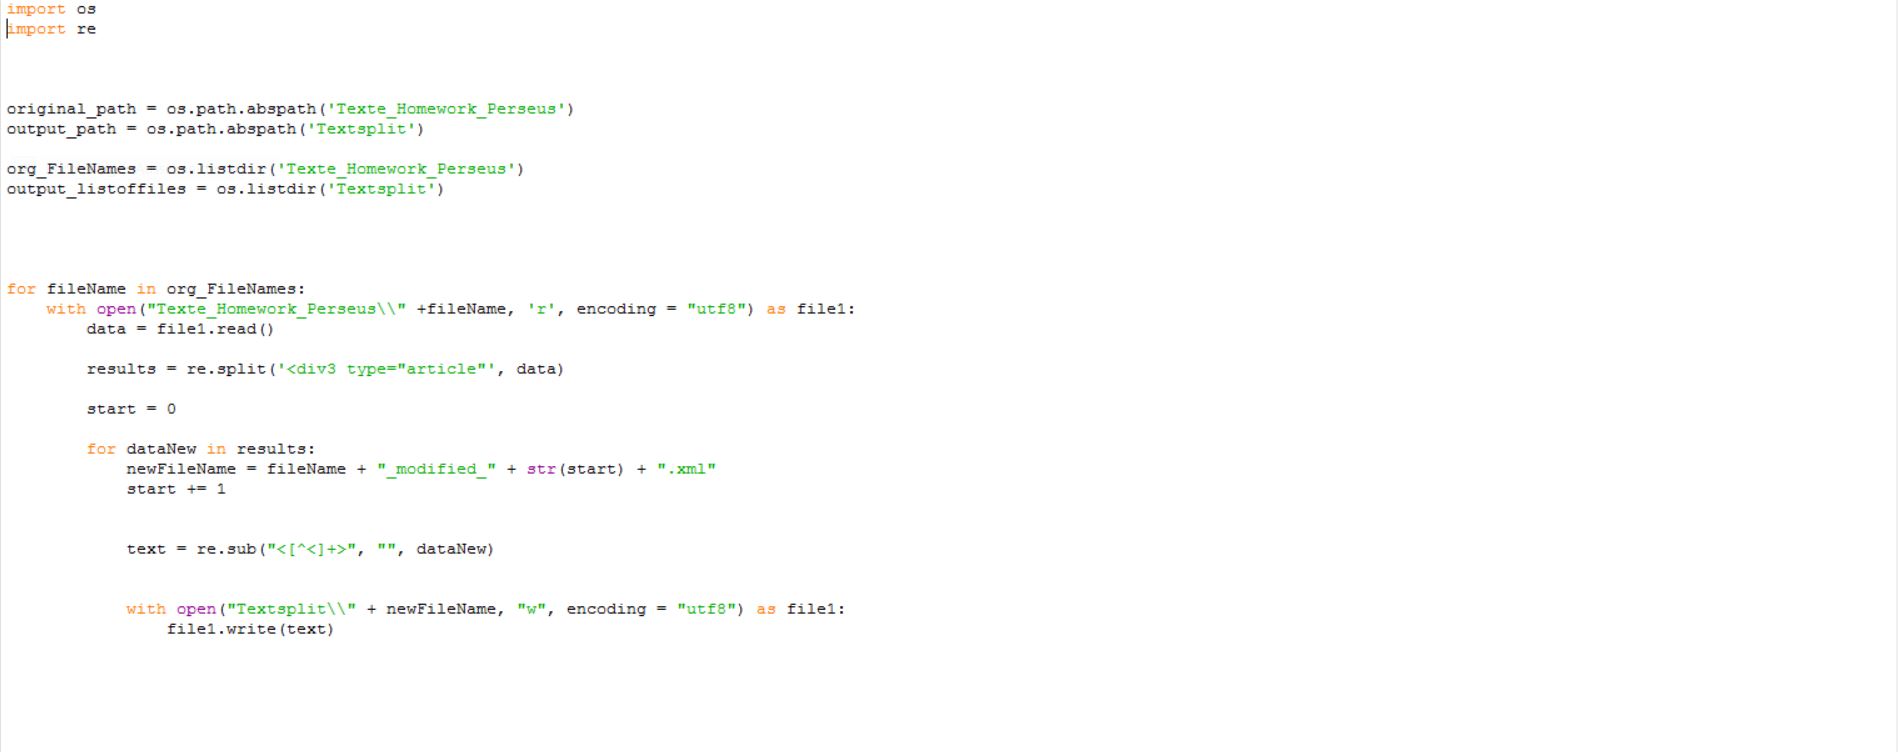 import os
import re
original_path = os.path.abspath('Texte_Homework_Perseus')
output_path = os.path.abspath('Textsplit')
org_FileNames = os.listdir('Texte_Homework_Perseus')
output_listoffiles = os.listdir('Textsplit')
for fileName in org_FileNames:
    with open("Texte_Homework_Perseus\\" +fileName, 'r', encoding = "utf8") as file1:
        data = file1.read()
        results = re.split('<div3 type="article"', data)
        start = 0
        for dataNew in results:
            newFileName = fileName + "_modified_" + str(start) + ".xml"
            start += 1
            text = re.sub("<[^<]+>", "", dataNew)
            with open("Textsplit\\" + newFileName, "w", encoding = "utf8") as file1:
                file1.write(text)